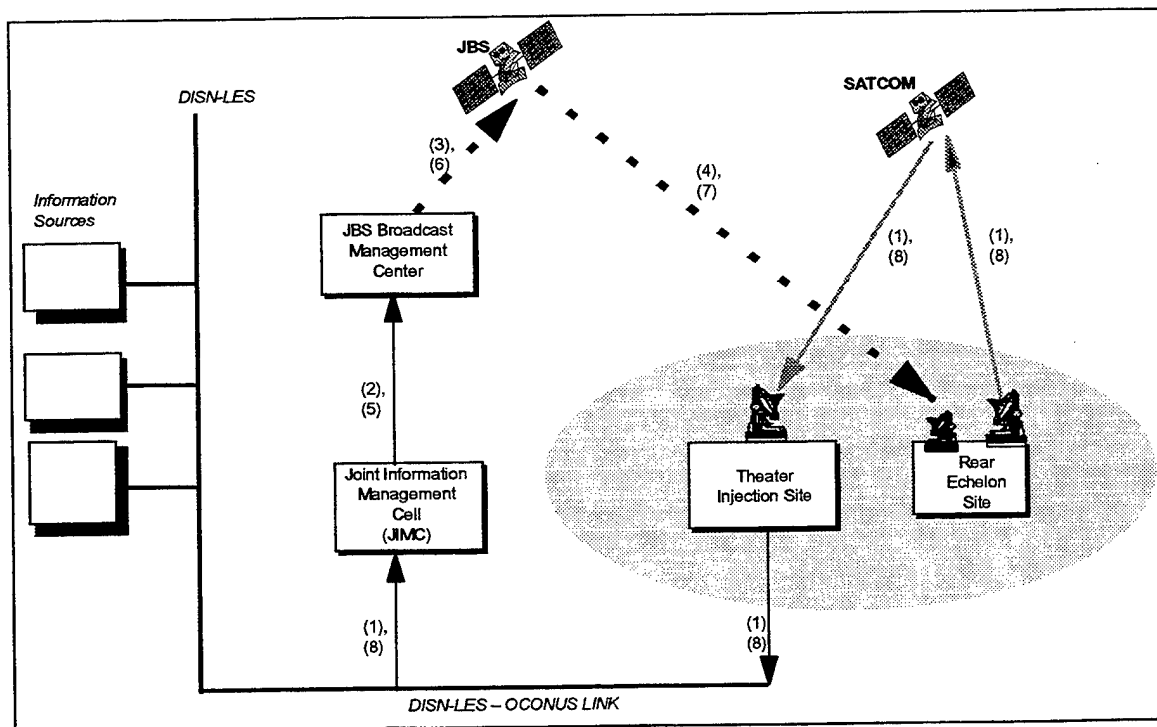 JBS
SATCOM
DISN-LES
(3),
(6)
(4),
(7)
Information
Sources
JBS Broadcast
Management
Center
(1),
(8)
(1),
(8)
(2),
(5)
Joint Information
Management
Cell
(JIMC)
Theater
Injection Site
Rear
Echelon
Site
(1),
(8)
(1)
(8)
DISN-LES – OCONUS LINK